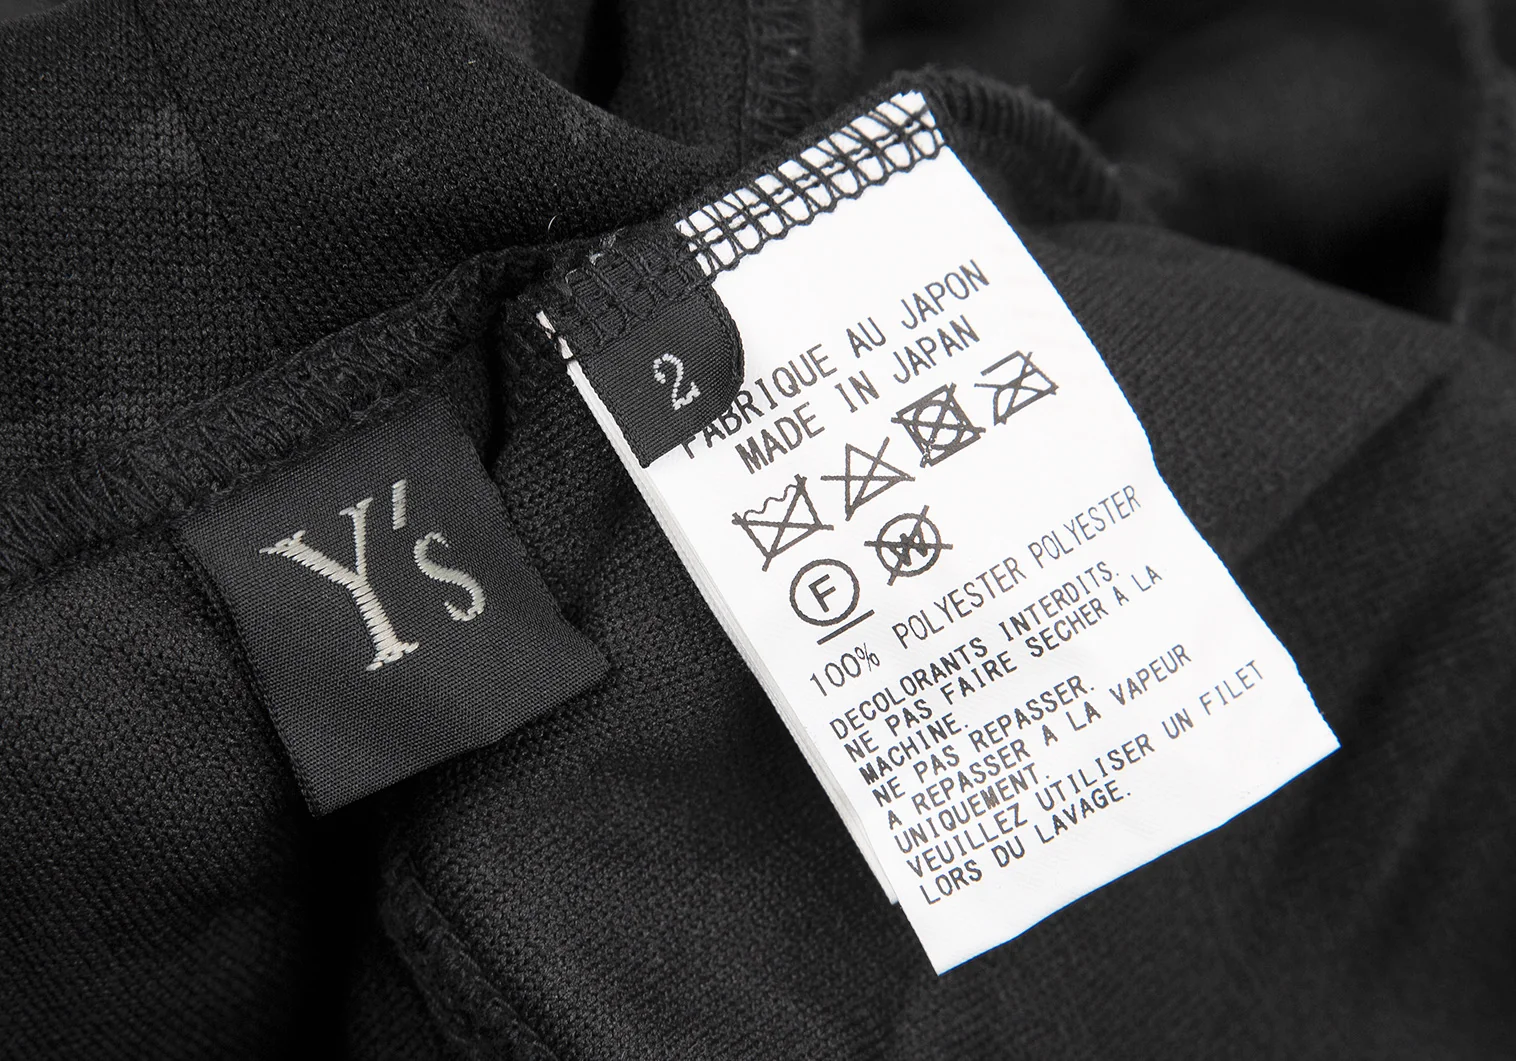 Y's
2
FABRIQUE AU JAPON
MADE IN JAPAN
F W
100% POLYESTER POLYESTER
DECOLORANTS INTERDITS.
NE PAS FAIRE SECHER A LA
MACHINE.
NE PAS REPASSER.
A REPASSER A LA VAPEUR
UNIQUEMENT.
VEUILLEZ UTILISER UN FILET
LORS DU LAVAGE.